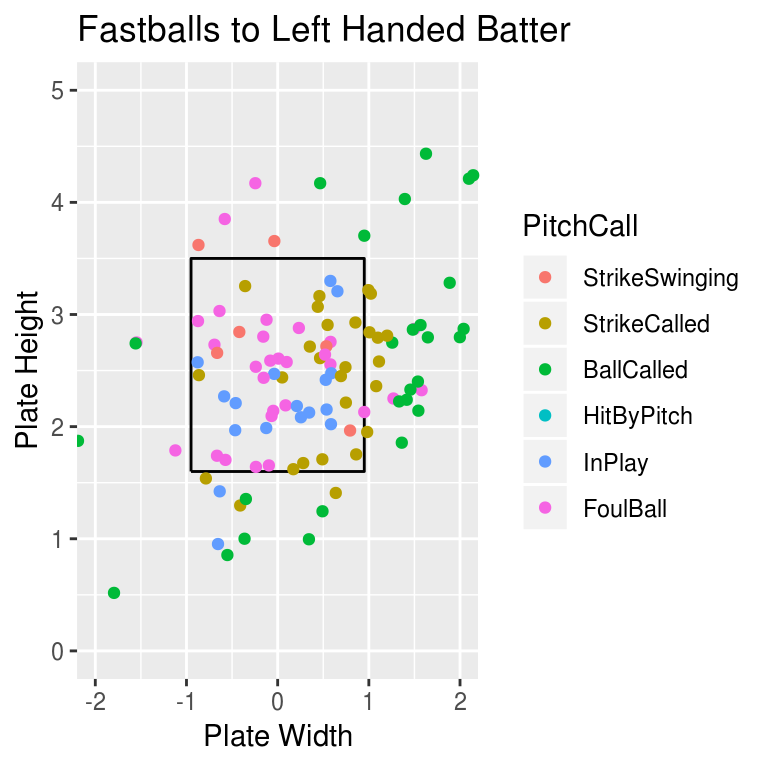 Fastballs to Left Handed Batter
5
4
3
2
1
0
-2 -1 0 1 2
Plate Height
Plate Width
PitchCall
StrikeSwinging
StrikeCalled
BallCalled
HitByPitch
InPlay
FoulBall